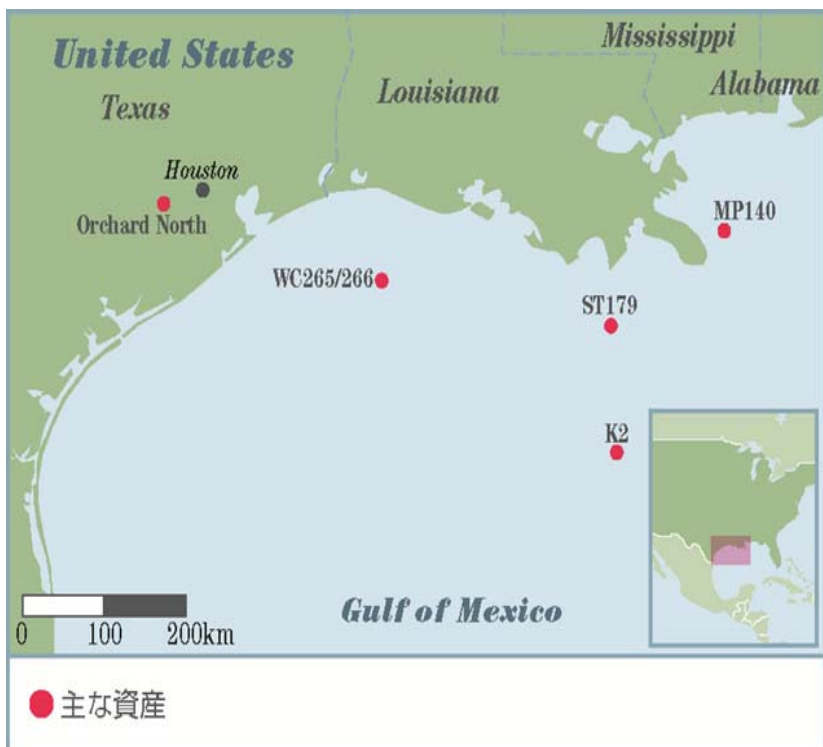 United States
Mississippi
Texas
Louisiana
Alabama
Houston
Orchard North
MP140
WC265/266
ST179
K2
Gulf of Mexico
0 100 200km
主な資産